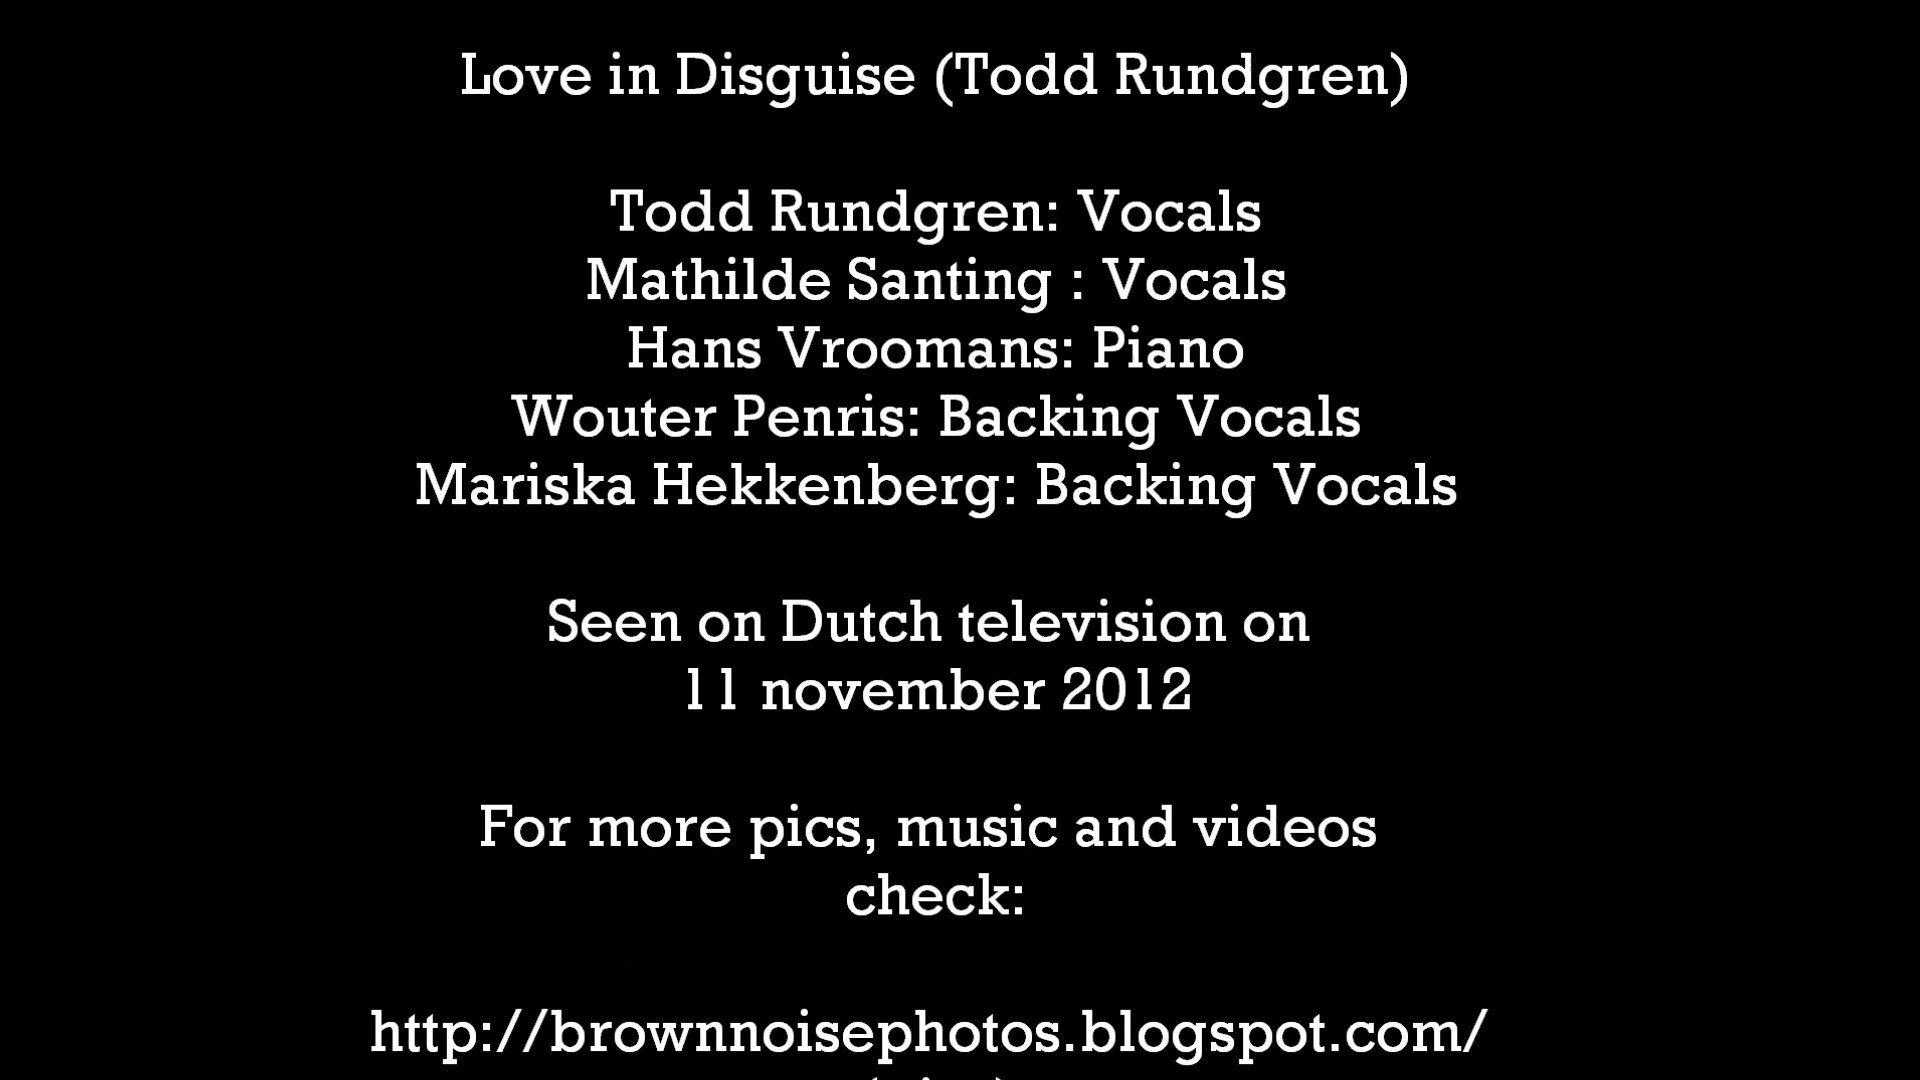 Love in Disguise (Todd Rundgren)
Todd Rundgren: Vocals
Mathilde Santing : Vocals
Hans Vroomans: Piano
Wouter Penris: Backing Vocals
Mariska Hekkenberg: Backing Vocals
Seen on Dutch television on
11 november 2012
For more pics, music and videos
check:
http://brownnoisephotos.blogspot.com/